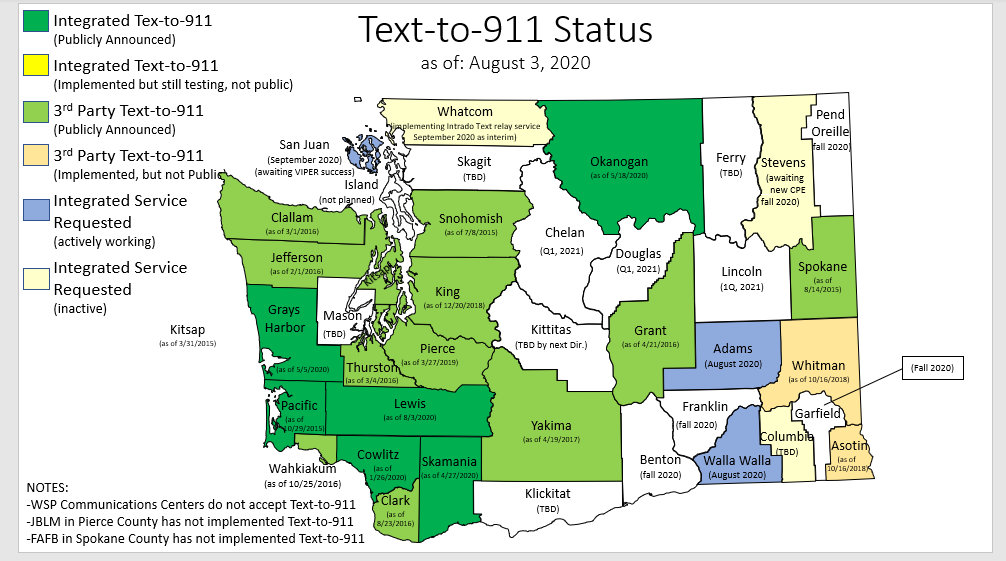 Text-to-911 Status
as of: August 3, 2020
Integrated Tex-to-911
(Publicly Announced)
Integrated Text-to-911
(Implemented but still testing, not public)
3rd Party Text-to-911
(Publicly Announced)
3rd Party Text-to-911
(Implemented, but not Public
Integrated Service
Requested
(actively working)
Integrated Service
Requested
(inactive)
Whatcom
(implementing Intrado Text relay service
September 2020 as interim)
San Juan
(September 2020)
(awaiting VIPER success)
Skagit
(TBD)
Island
(not planned)
Okanogan
(as of 5/18/2020)
Ferry
(TBD)
Stevens
(awaiting
new CPE
fall 2020)
Pend
Oreille
fall 2020)
Clallam
(as of 3/1/2016)
Snohomish
(as of 7/8/2015)
Chelan
(Q1, 2021)
Douglas
(Q1, 2021)
Jefferson
(as of 2/1/2016)
Kitsap
King
(as of 12/20/2018)
Lincoln
(1Q, 2021)
Spokane
(as of
8/14/2015)
Grays
Harbor
(as of 5/5/2020)
Mason
(TBD)
Kitsap
(as of 3/31/2015)
Kittitas
(TBD by next Dir.)
Grant
(as of 4/21/2016)
Adams
(August 2020)
Whitman
(as of 10/16/2018)
(Fall 2020)
Pierce
(as of 3/27/2019)
Thurston
(as of 3/4/2016)
Pacific
(as of
10/29/2015)
Lewis
(as of 8/3/2020)
Yakima
(as of 4/19/2017)
Franklin
(fall 2020)
Garfield
Columbia
(TBD)
Asotin
(as of
10/16/2018)
Wahkiakum
(as of 10/25/2016)
Cowlitz
(as of
1/26/2020)
Skamania
(as of 4/27/2020)
Benton
(fall 2020)
Walla Walla
(August 2020)
Clark
(as of
8/23/2016)
Klickitat
(TBD)
NOTES:
-WSP Communications Centers do not accept Text-to-911
-JBLM in Pierce County has not implemented Text-to-911
-FAFB in Spokane County has not implemented Text-to-911